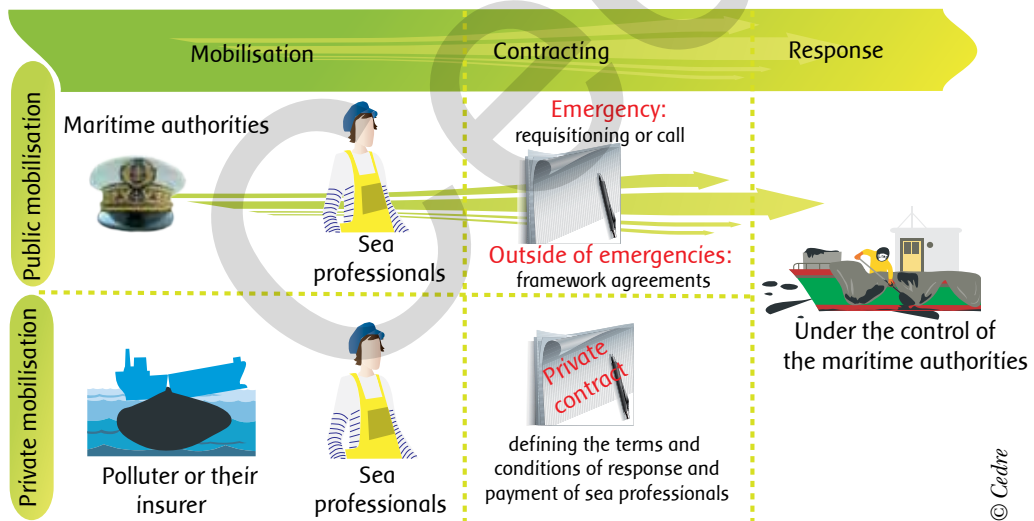 Mobilisation
Contracting
Response
Public mobilisation
Maritime authorities
Sea
professionals
Emergency:
requisitioning or call
Outside of emergencies:
framework agreements
Under the control of
the maritime authorities
Private mobilisation
Polluter or their
insurer
Sea
professionals
Private
contract
defining the terms and
conditions of response and
payment of sea professionals
© Cedre